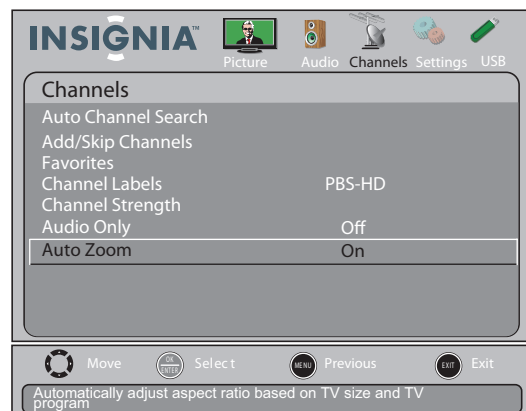 INSIGNIA™
Picture Audio Channels Settings USB
Channels
Auto Channel Search
Add/Skip Channels
Favorites
Channel Labels PBS-HD
Channel Strength
Audio Only Off
Auto Zoom On
Move OK ENTER Select MENU Previous EXIT Exit
Automatically adjust aspect ratio based on TV size and TV
program